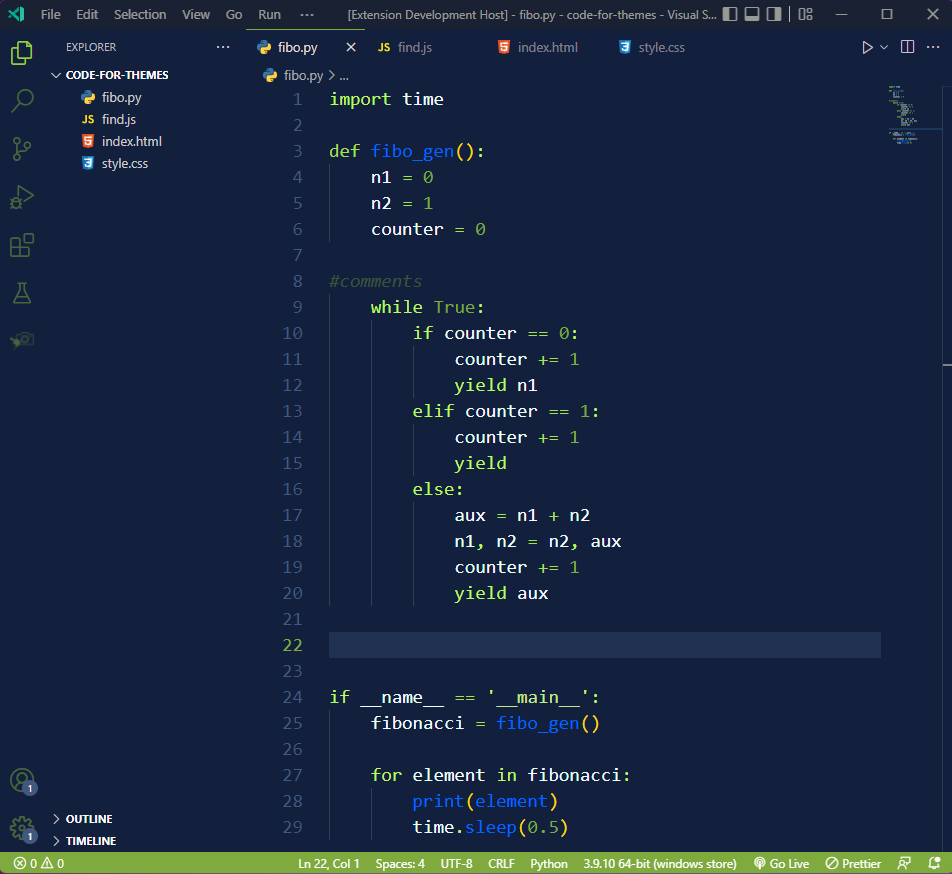 File Edit Selection View Go Run ··· [Extension Development Host] - fibo.py - code-for-themes - Visual S...
EXPLORER ···
CODE-FOR-THEMES
fibo.py
JS find.js
index.html
style.css
fibo.py JS find.js 5 index.html 3 style.css ···
fibo.py > ...
1 import time
2
3 def fibo_gen():
4 n1 = 0
5 n2 = 1
6 counter = 0
7
8 #comments
9 while True:
10 if counter == 0:
11 counter += 1
12 yield n1
13 elif counter == 1:
14 counter += 1
15 yield
16 else:
17 aux = n1 + n2
18 n1, n2 = n2, aux
19 counter += 1
20 yield aux
21
22
23
24 if __name__ == '__main__':
25 fibonacci = fibo_gen()
26
27 for element in fibonacci:
28 print(element)
29 time.sleep(0.5)
1
1
OUTLINE
TIMELINE
0 0 Ln 22, Col 1 Spaces: 4 UTF-8 CRLF Python 3.9.10 64-bit (windows store) Go Live Prettier